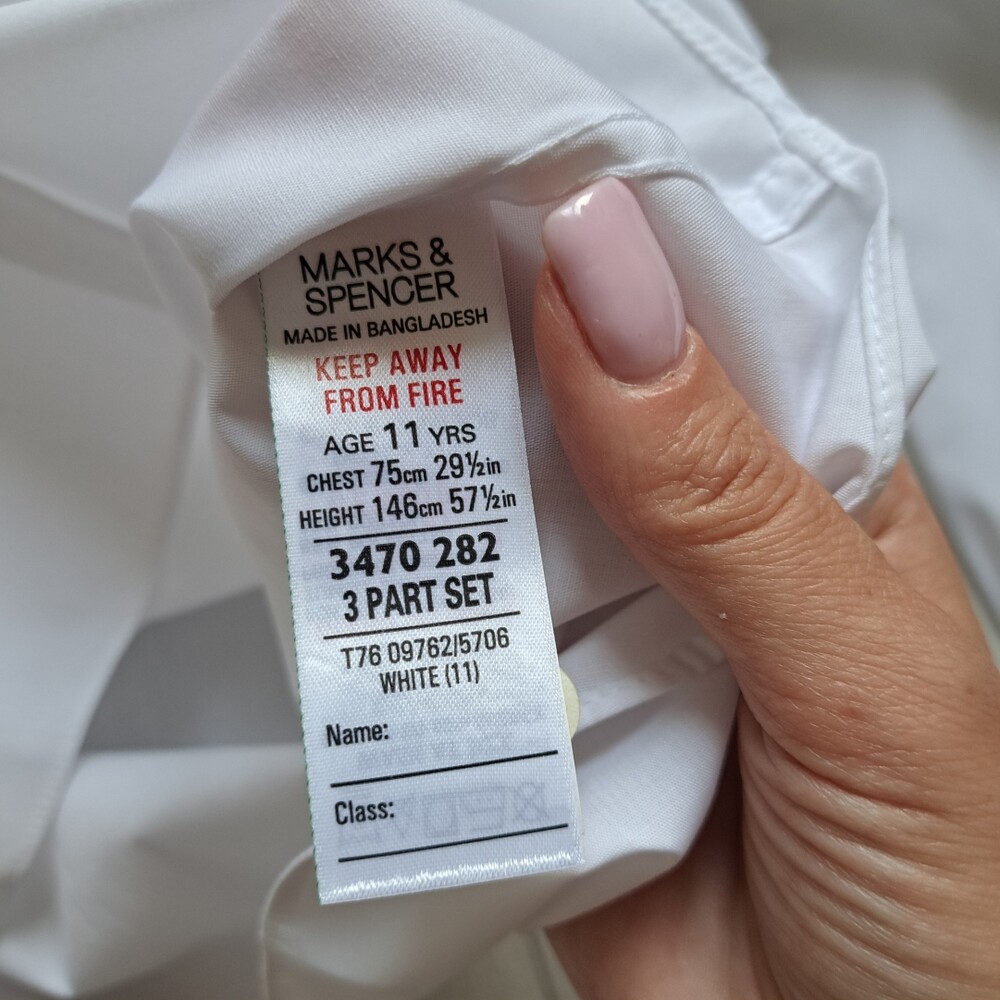 MARKS &
SPENCER
MADE IN BANGLADESH
KEEP AWAY
FROM FIRE
AGE 11 YRS
CHEST 75cm 29½in
HEIGHT 146cm 57½in
3470 282
3 PART SET
T76 09762/5706
WHITE (11)
Name:
Class: